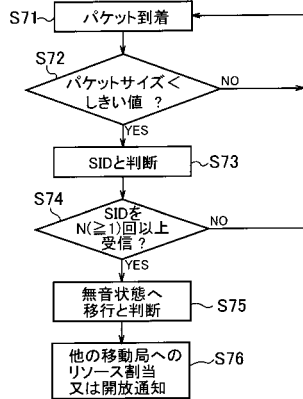 S71
パケット到着
S72
パケットサイズ<
しきい値 ?
NO
YES
SIDと判断
S73
S74
SIDを
N(≧1)回以上
受信 ?
NO
YES
無音状態へ
移行と判断
S75
他の移動局への
リソース割当
又は開放通知
S76